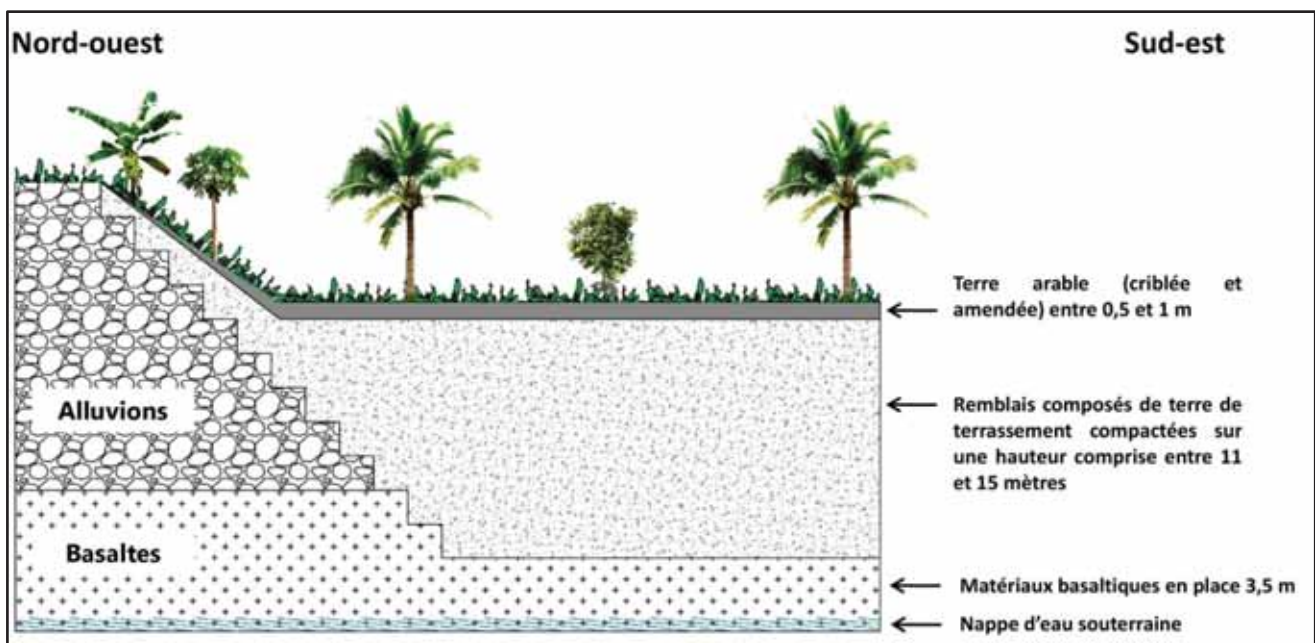 Nord-ouest
Sud-est
Terre arable (criblée et
amendée) entre 0,5 et 1 m
Alluvions
Remblais composés de terre de
terrassement compactées sur
une hauteur comprise entre 11
et 15 mètres
Basaltes
Matériaux basaltiques en place 3,5 m
Nappe d'eau souterraine